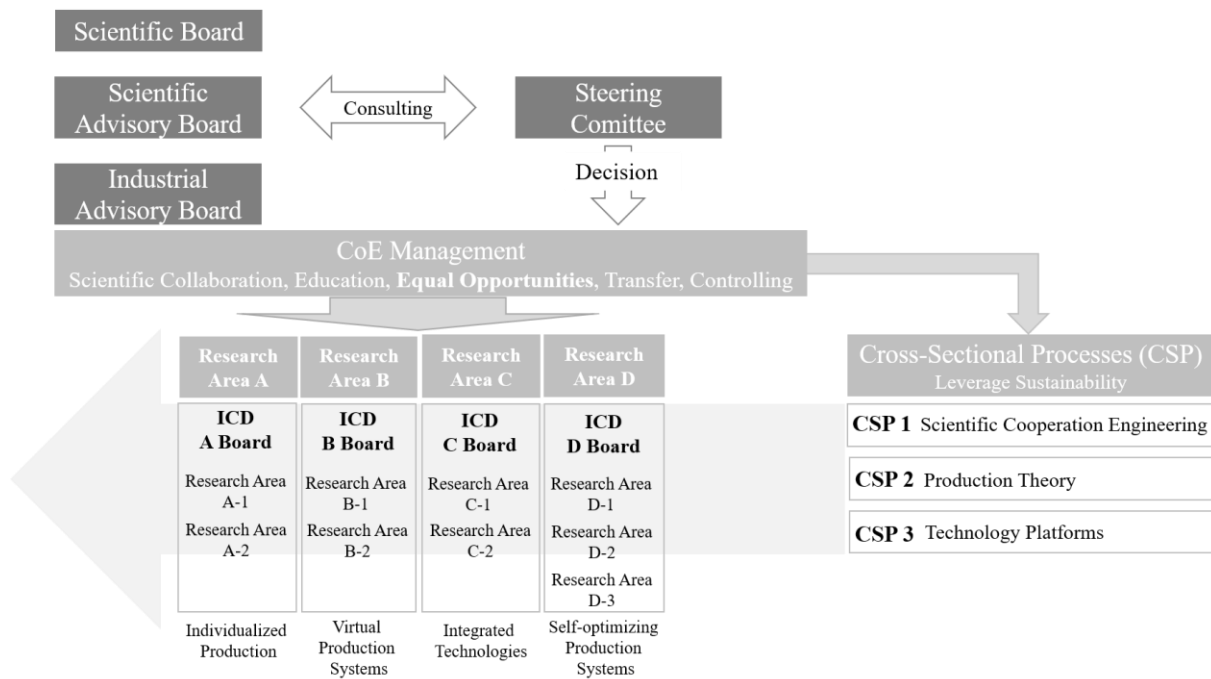 Scientific Board
Scientific
Advisory Board
Consulting
Steering
Comittee
Industrial
Advisory Board
Decision
CoE Management
Scientific Collaboration, Education, Equal Opportunities, Transfer, Controlling
Research
Area A
Research
Area B
Research
Area C
Research
Area D
ICD
A Board
Research Area
A-1
Research Area
A-2
ICD
B Board
Research Area
B-1
Research Area
B-2
ICD
C Board
Research Area
C-1
Research Area
C-2
ICD
D Board
Research Area
D-1
Research Area
D-2
Research Area
D-3
Individualized
Production
Virtual
Production
Systems
Integrated
Technologies
Self-optimizing
Production
Systems
Cross-Sectional Processes (CSP)
Leverage Sustainability
CSP 1 Scientific Cooperation Engineering
CSP 2 Production Theory
CSP 3 Technology Platforms